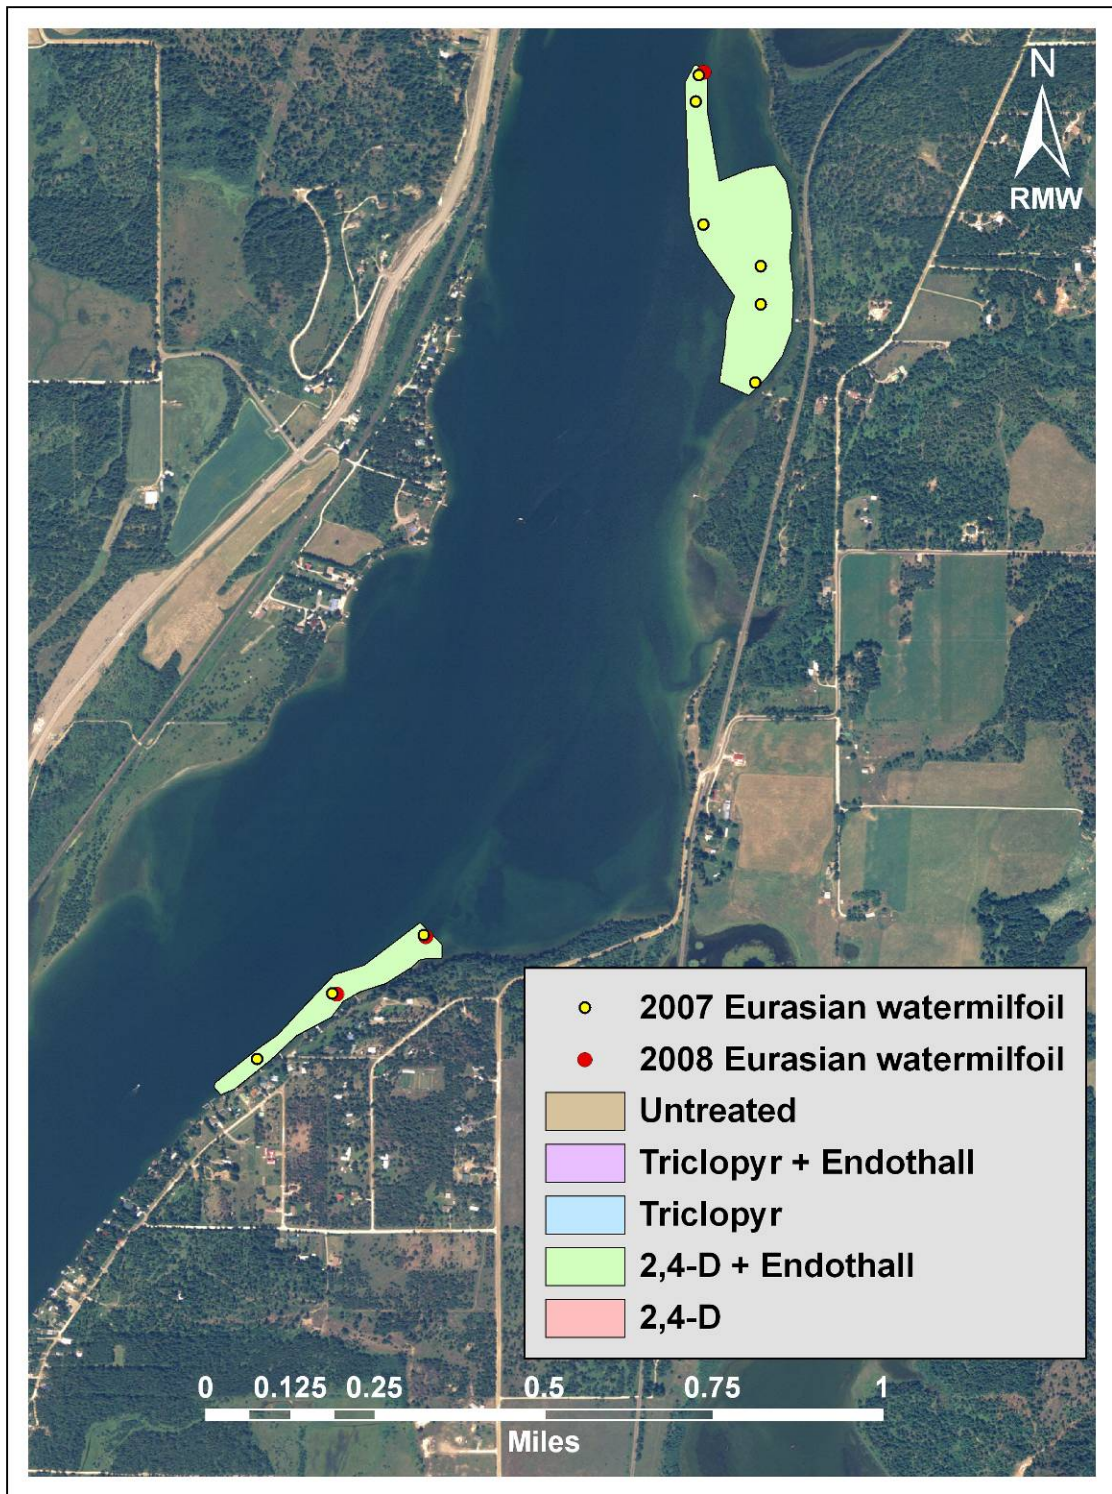 N
RMW
2007 Eurasian watermilfoil
2008 Eurasian watermilfoil
Untreated
Triclopyr + Endothall
Triclopyr
2,4-D + Endothall
2,4-D
0 0.125 0.25 0.5 0.75 1
Miles